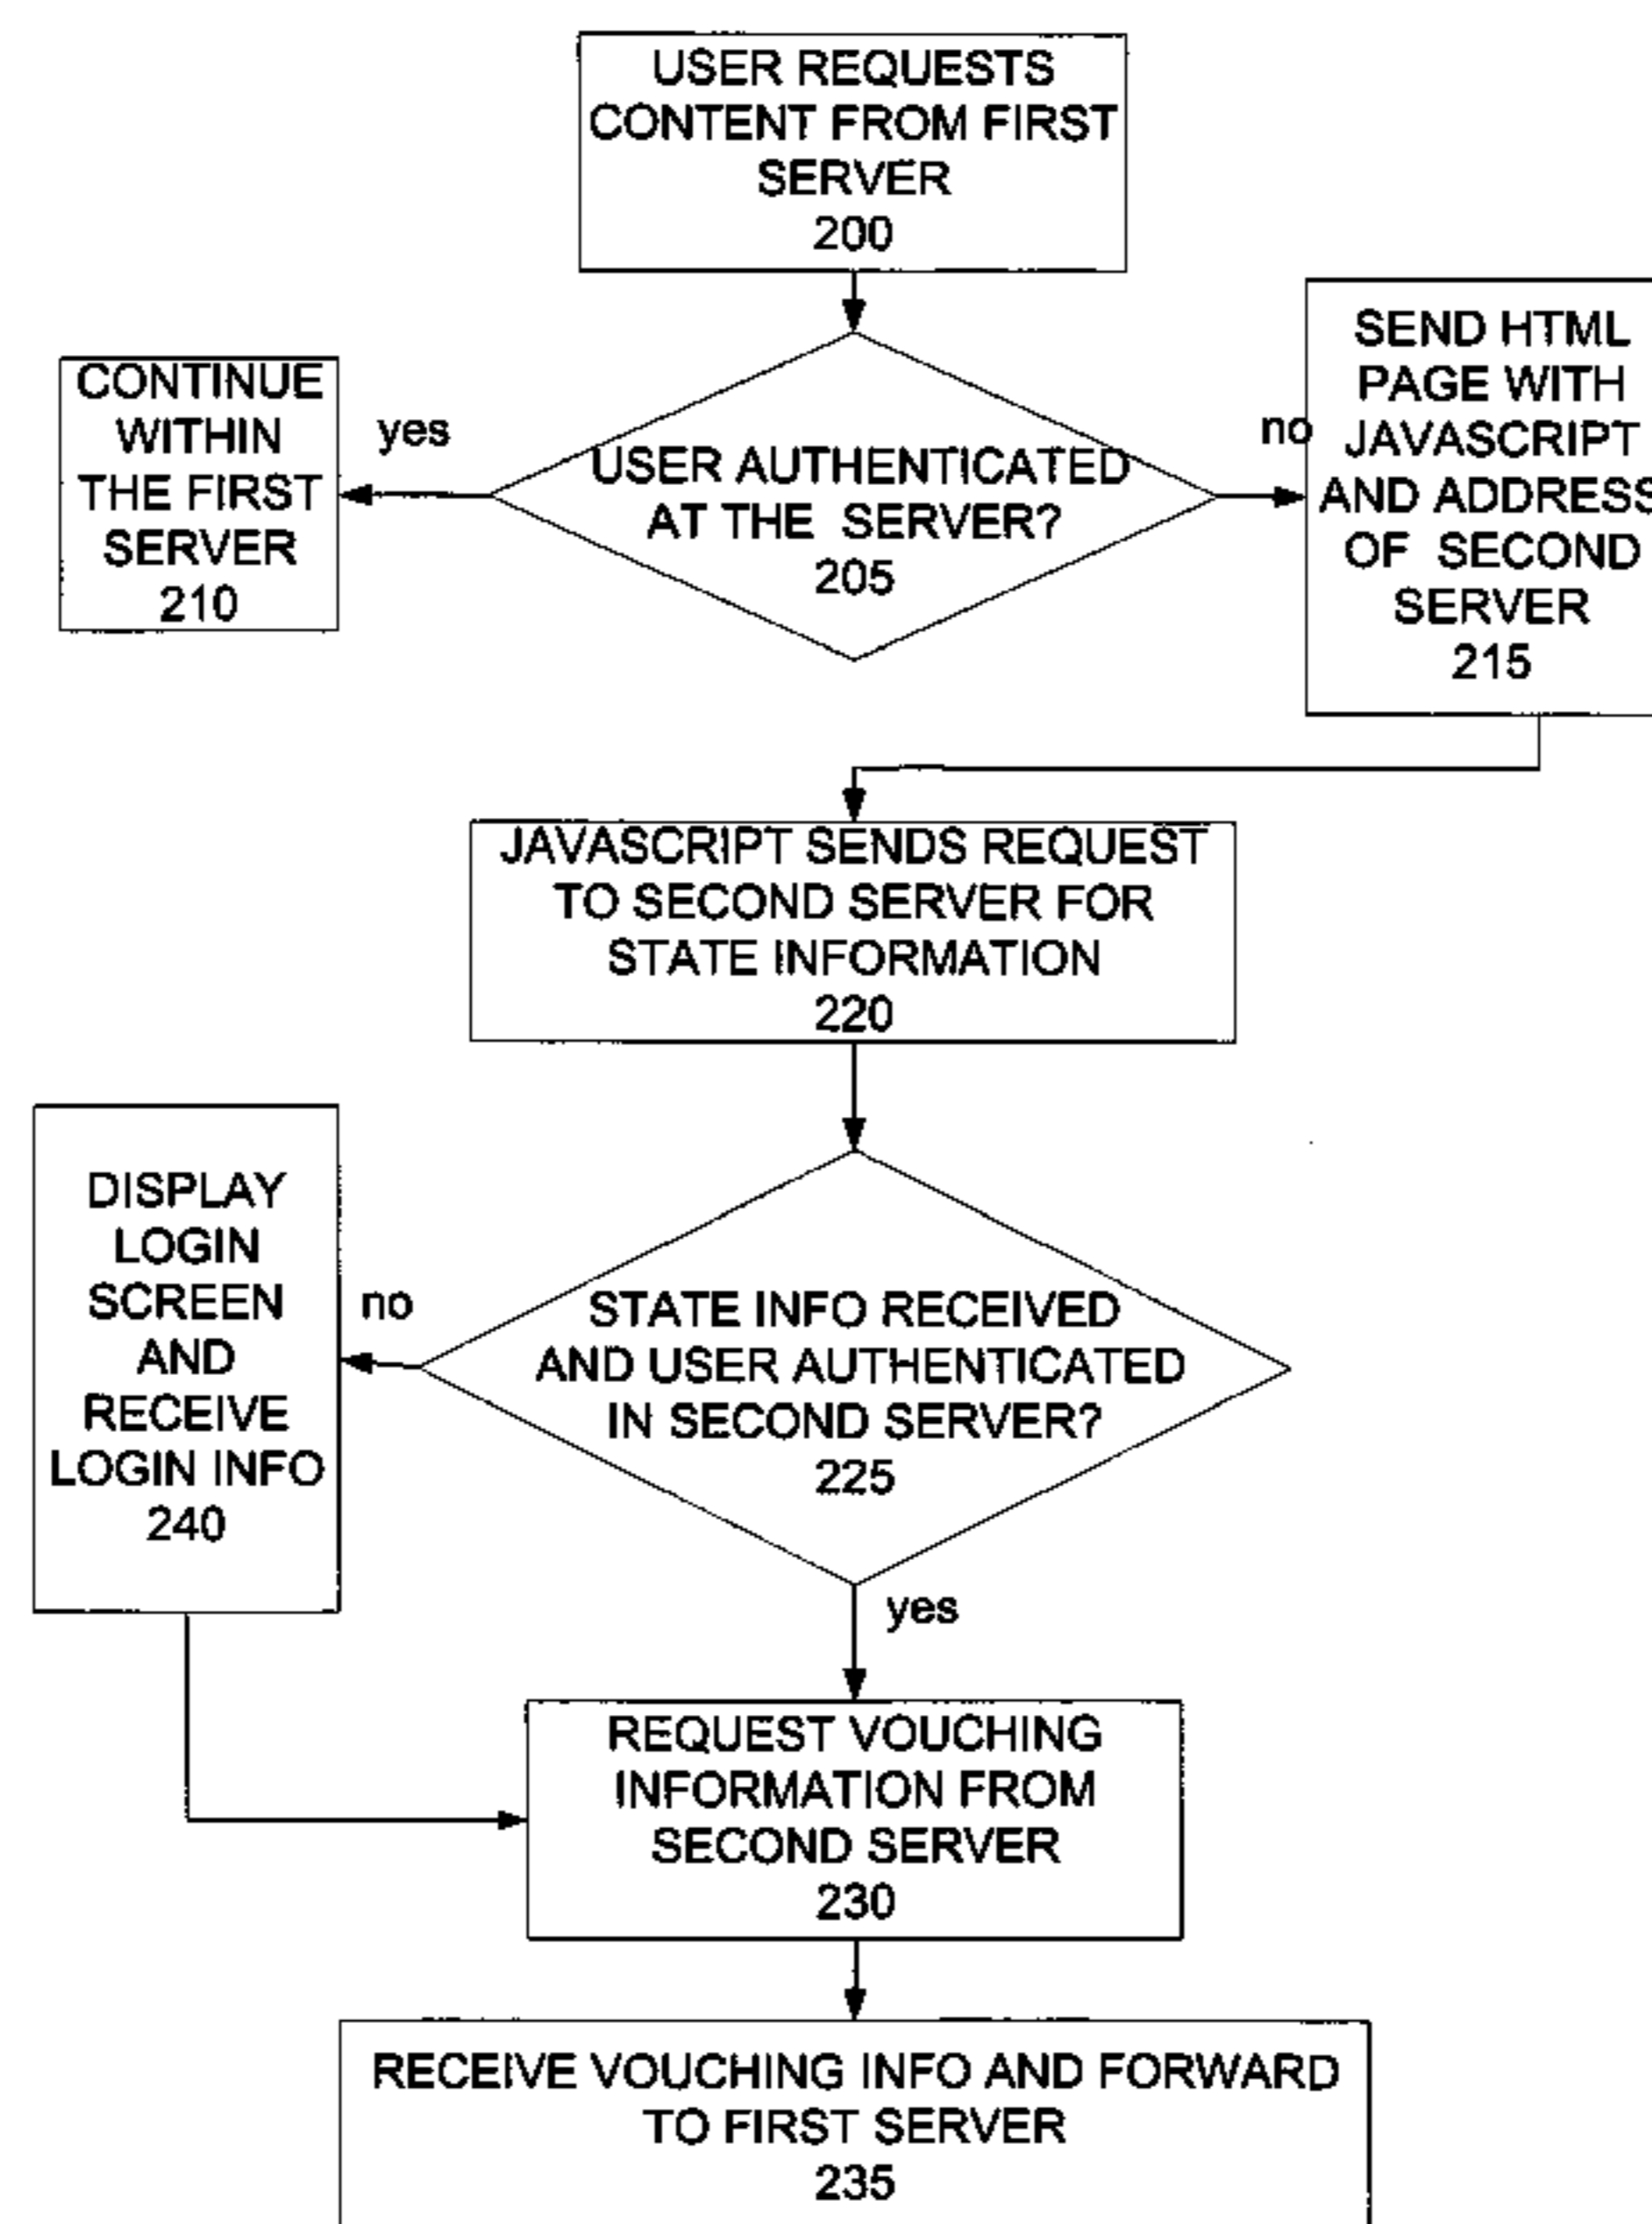 USER REQUESTS
CONTENT FROM FIRST
SERVER
200
CONTINUE
WITHIN
THE FIRST
SERVER
210
yes
USER AUTHENTICATED
AT THE SERVER?
205
no
SEND HTML
PAGE WITH
JAVASCRIPT
AND ADDRESS
OF SECOND
SERVER
215
JAVASCRIPT SENDS REQUEST
TO SECOND SERVER FOR
STATE INFORMATION
220
DISPLAY
LOGIN
SCREEN
AND
RECEIVE
LOGIN INFO
240
no
STATE INFO RECEIVED
AND USER AUTHENTICATED
IN SECOND SERVER?
225
yes
REQUEST VOUCHING
INFORMATION FROM
SECOND SERVER
230
RECEIVE VOUCHING INFO AND FORWARD
TO FIRST SERVER
235